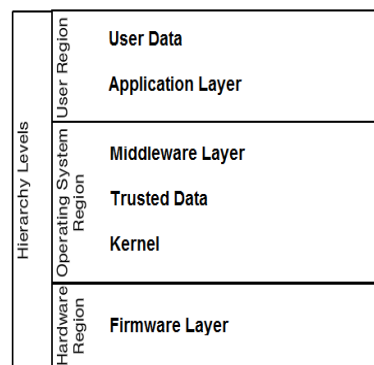 Hierarchy Levels
User Region
User Data
Application Layer
Operating System
Region
Middleware Layer
Trusted Data
Kernel
Hardware
Region
Firmware Layer